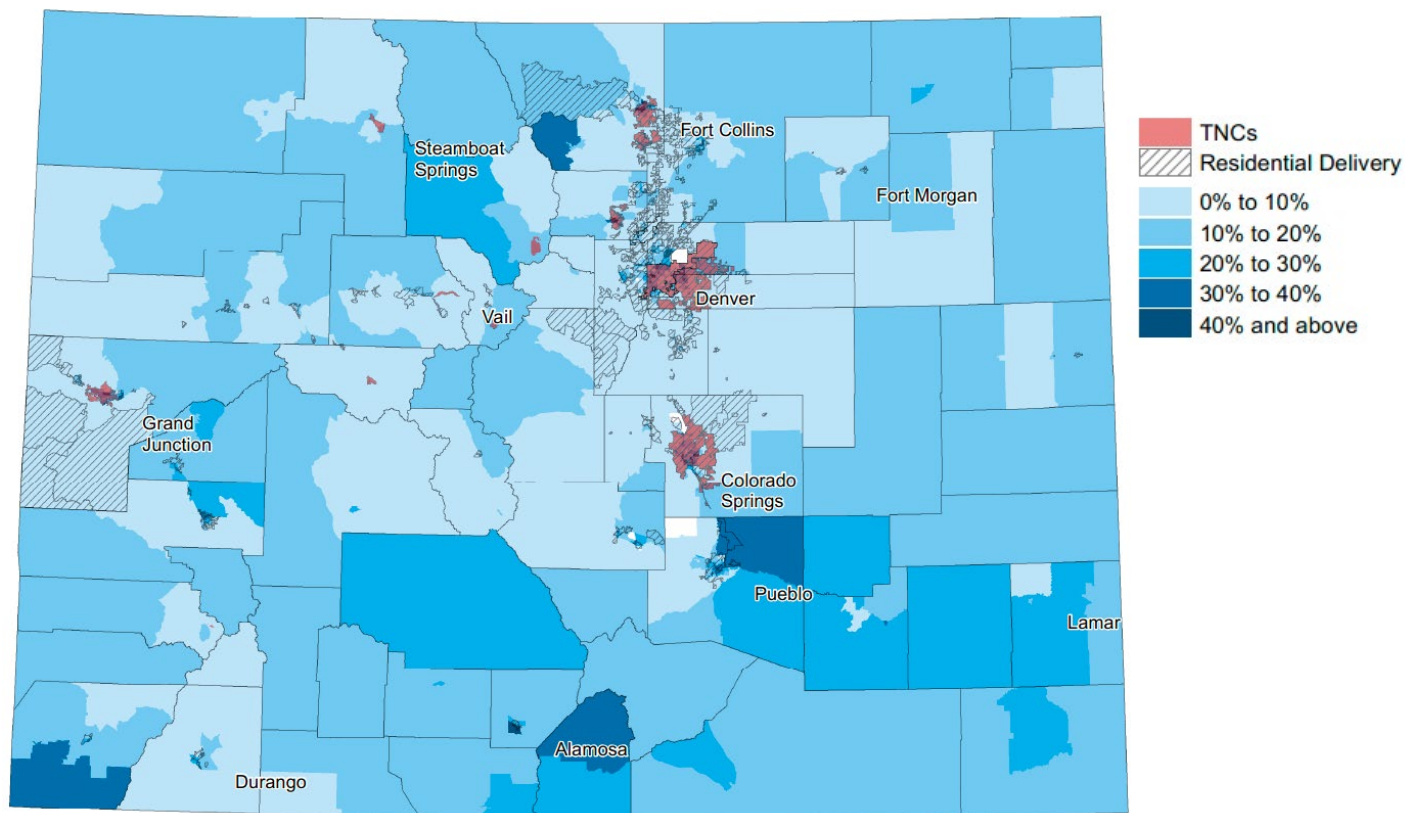 Fort Collins
Steamboat
Springs
Fort Morgan
Denver
Vail
Grand
Junction
Colorado
Springs
Pueblo
Lamar
Alamosa
Durango
TNCs
Residential Delivery
0% to 10%
10% to 20%
20% to 30%
30% to 40%
40% and above